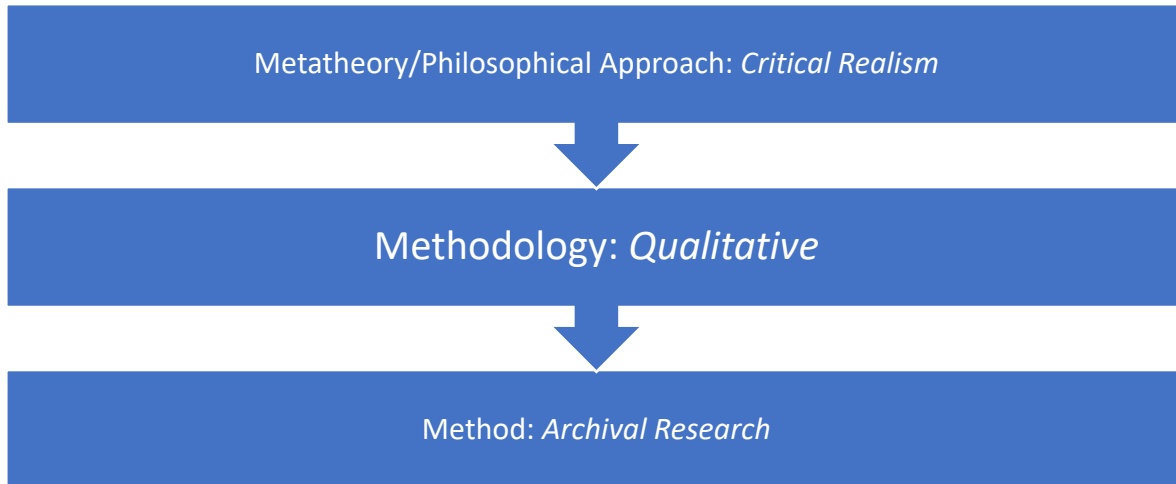 Metatheory/Philosophical Approach: Critical Realism
Methodology: Qualitative
Method: Archival Research